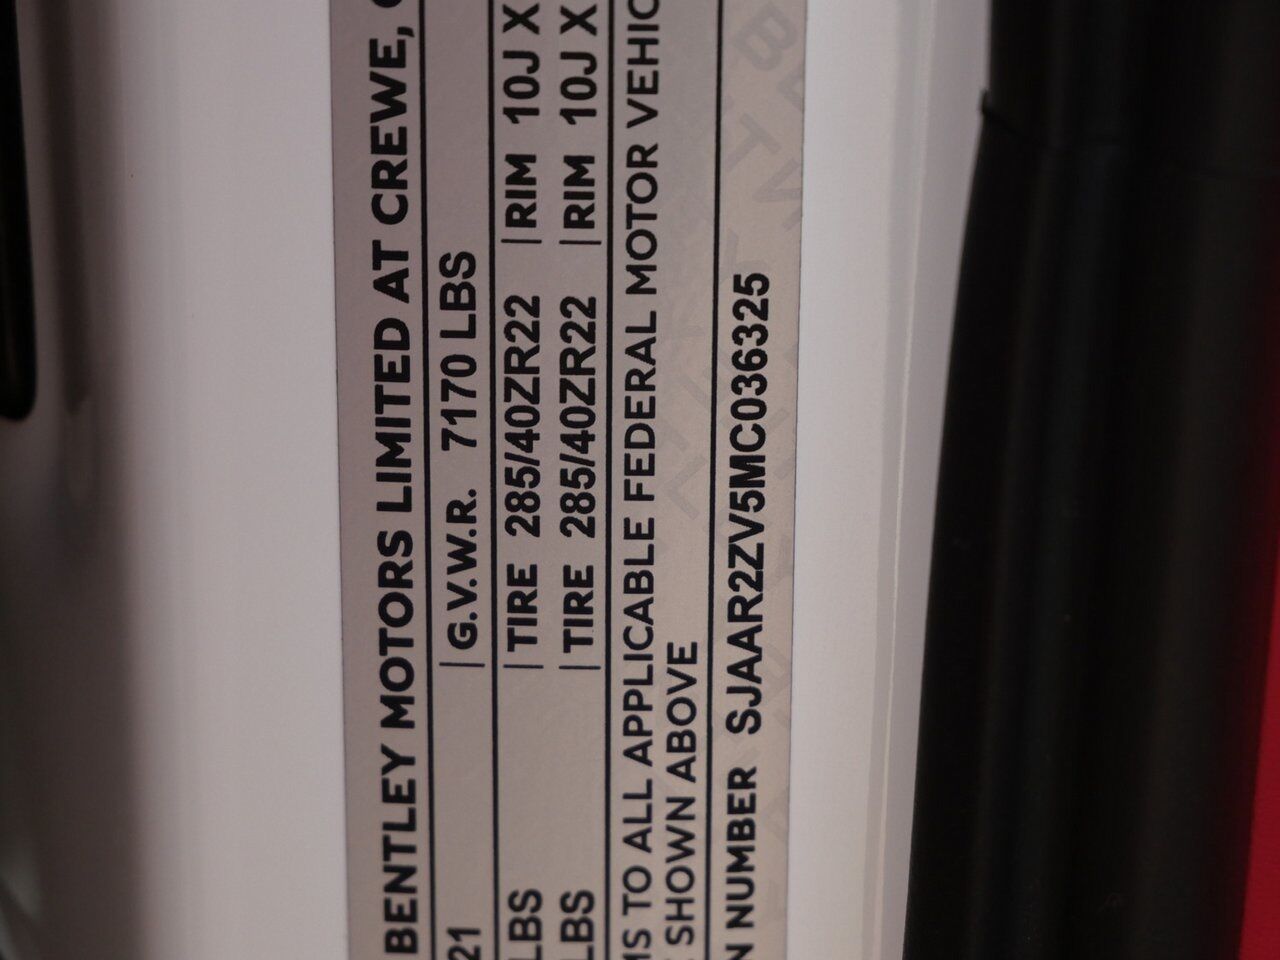 BENTLEY MOTORS LIMITED AT CREWE,
21 | G.V.W.R. 7170 LBS
LBS | TIRE 285/40ZR22 | RIM 10J X
LBS | TIRE 285/40ZR22 | RIM 10J X
MS TO ALL APPLICABLE FEDERAL MOTOR VEHIC
SHOWN ABOVE
N NUMBER SJAAR2ZV5MC036325